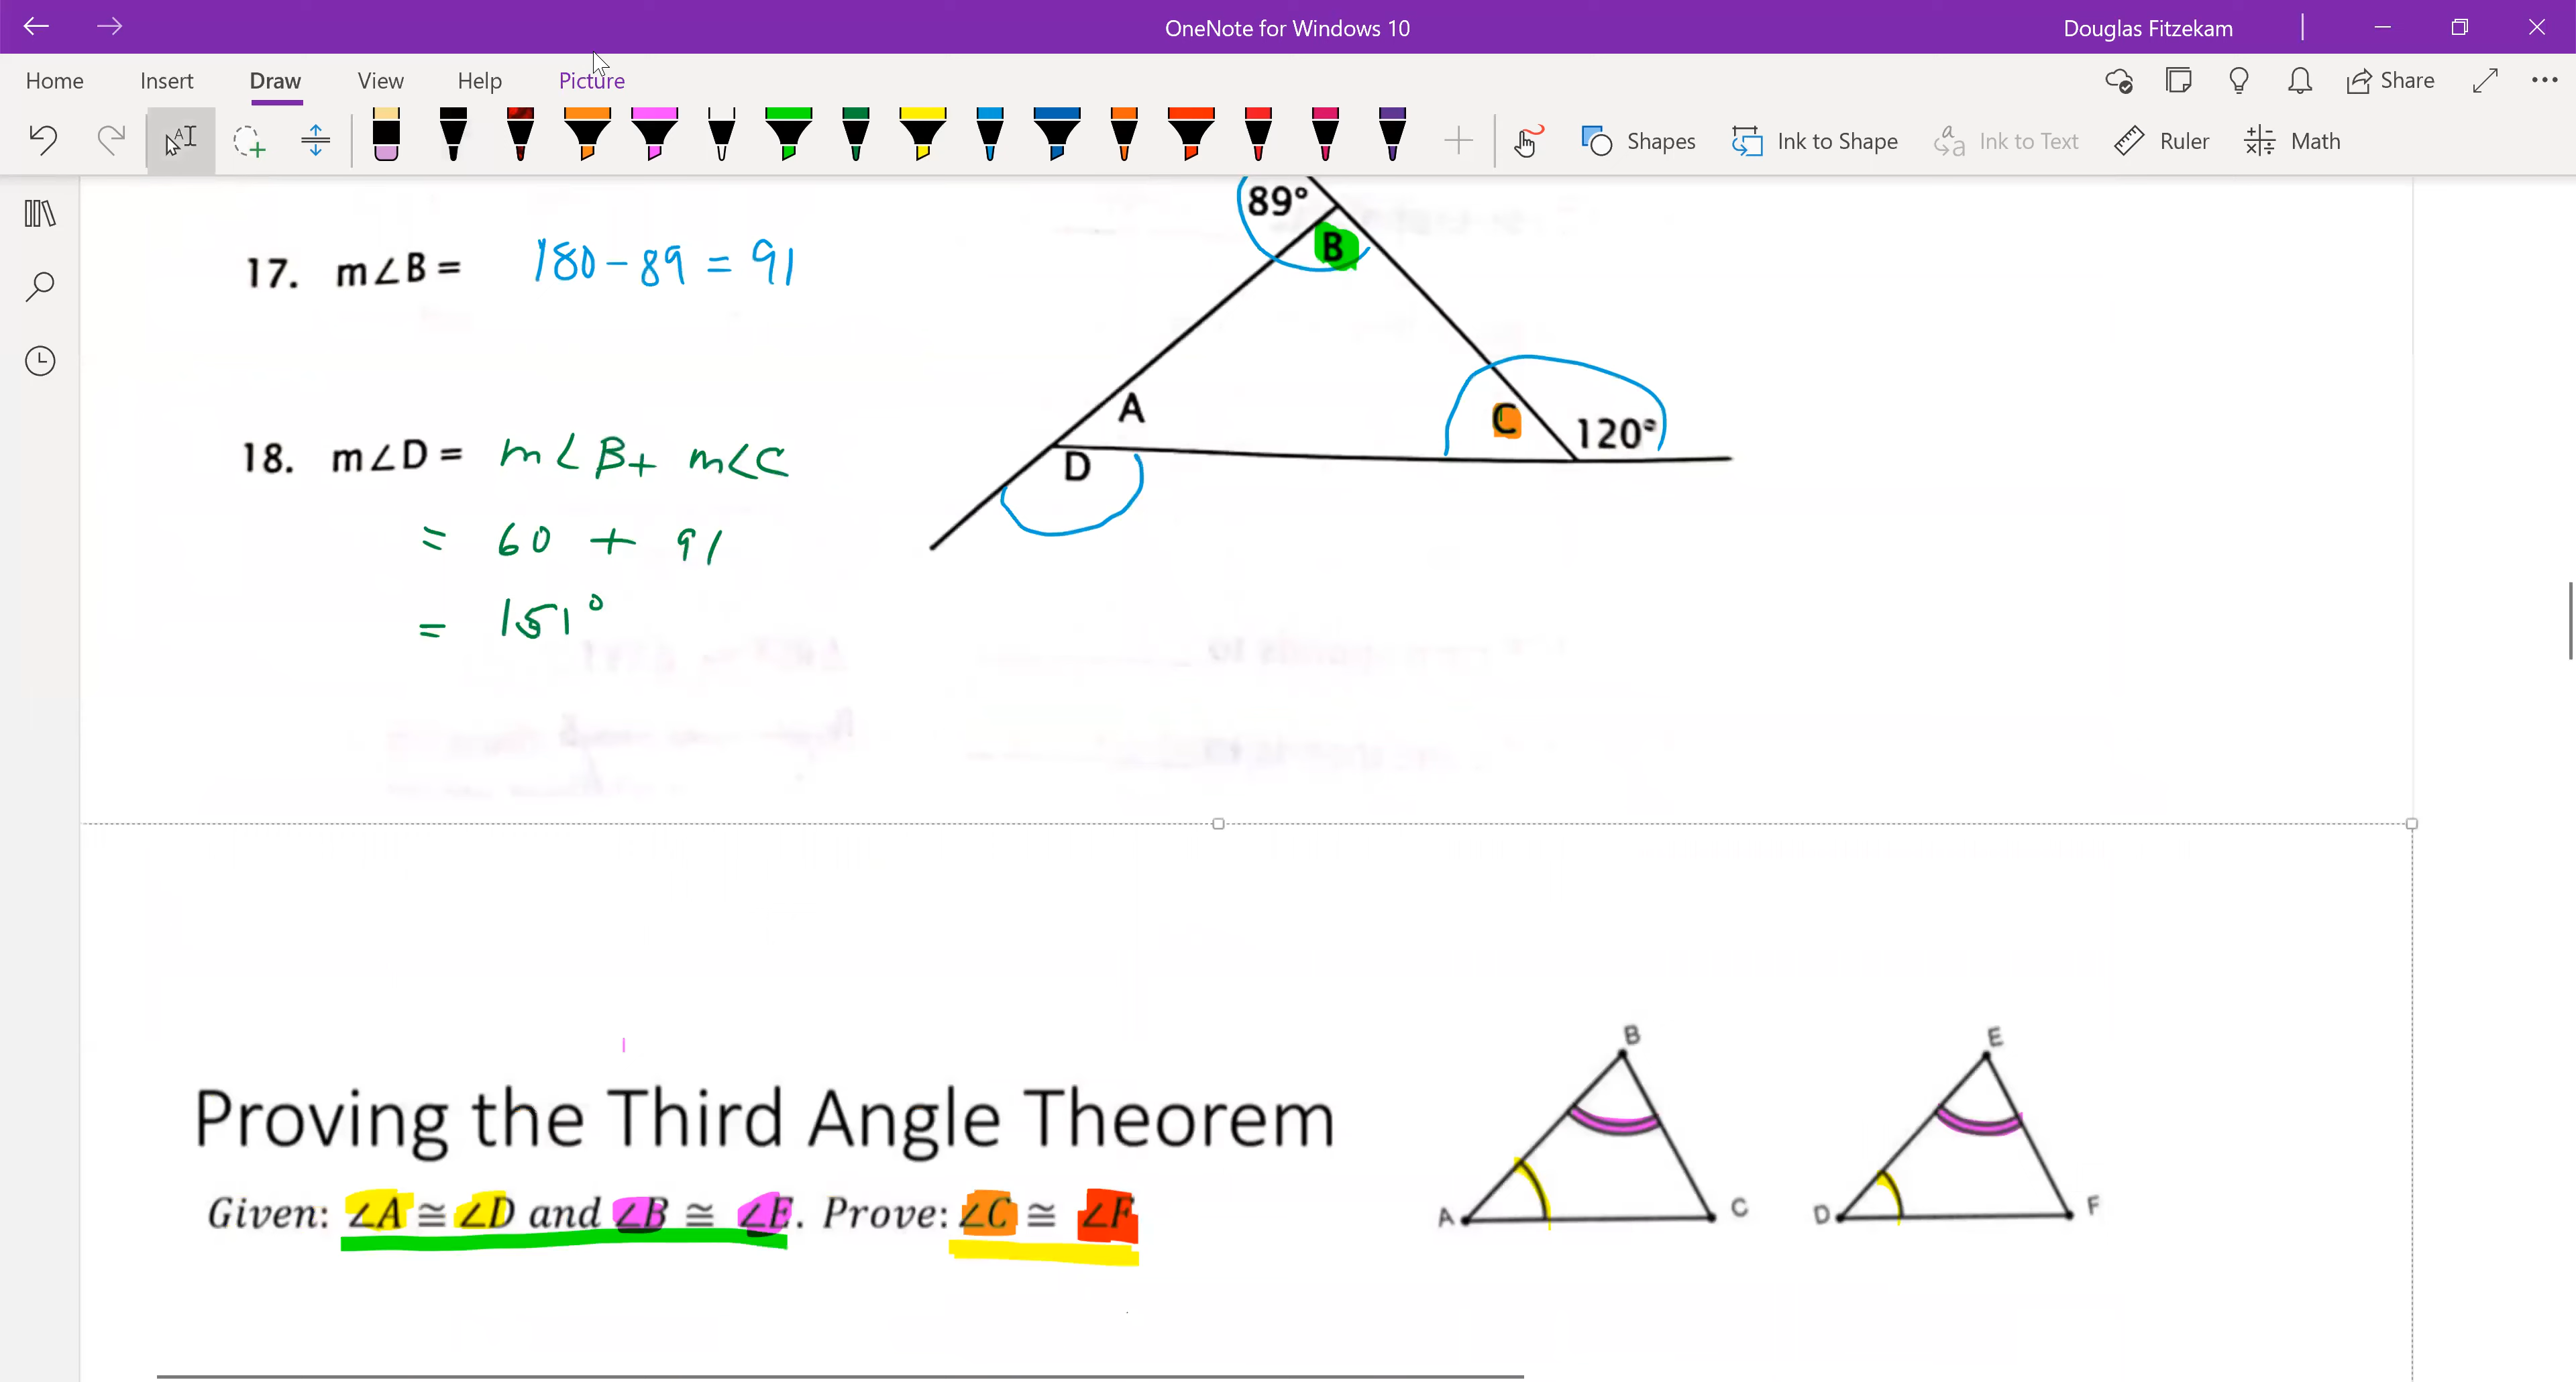 OneNote for Windows 10
Douglas Fitzekam
Home Insert Draw View Help Picture
Share
Shapes Ink to Shape Ink to Text Ruler Math
89°
B
17. m∠B = 180 - 89 = 91
A
C
120°
D
18. m∠D = m∠B + m∠C
= 60 + 91
= 151°
B
E
Proving the Third Angle Theorem
A
C
D
F
Given: ∠A ≅ ∠D and ∠B ≅ ∠E. Prove: ∠C ≅ ∠F